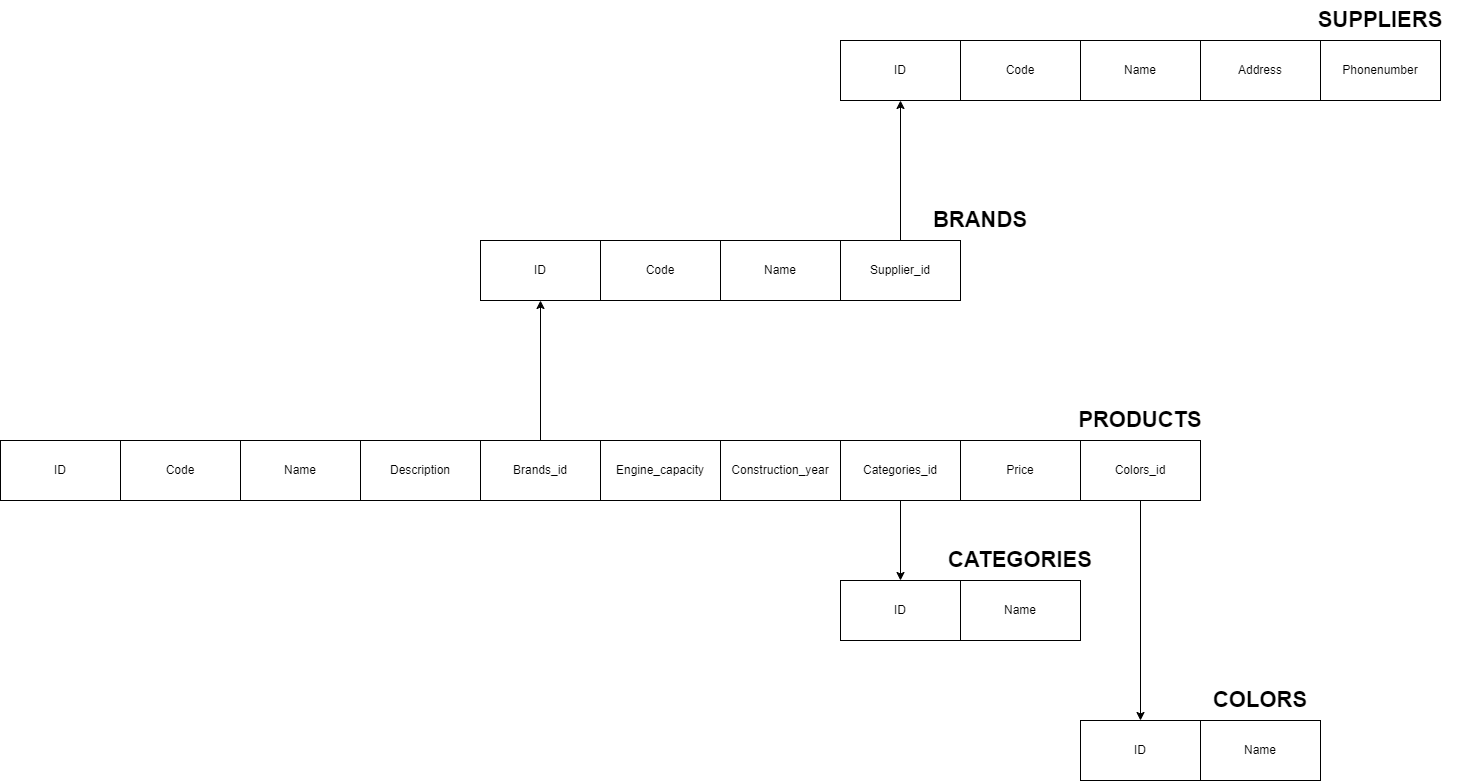 SUPPLIERS
ID Code Name Address Phonenumber
BRANDS
ID Code Name Supplier_id
PRODUCTS
ID Code Name Description Brands_id Engine_capacity Construction_year Categories_id Price Colors_id
CATEGORIES
ID Name
COLORS
ID Name